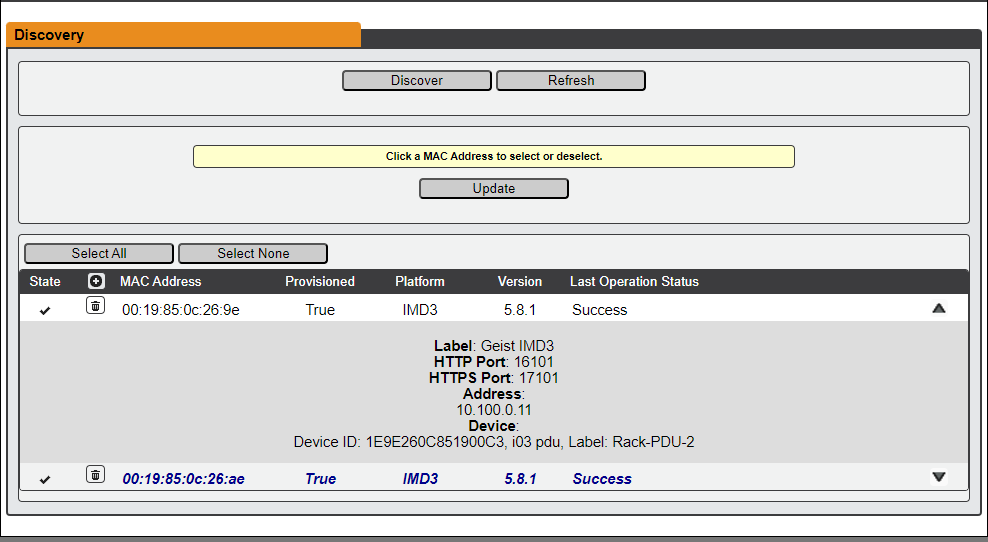 Discovery
Discover Refresh
Click a MAC Address to select or deselect.
Update
Select All Select None
State MAC Address Provisioned Platform Version Last Operation Status
00:19:85:0c:26:9e True IMD3 5.8.1 Success
Label: Geist IMD3
HTTP Port: 16101
HTTPS Port: 17101
Address:
10.100.0.11
Device:
Device ID: 1E9E260C851900C3, i03 pdu, Label: Rack-PDU-2
00:19:85:0c:26:ae True IMD3 5.8.1 Success